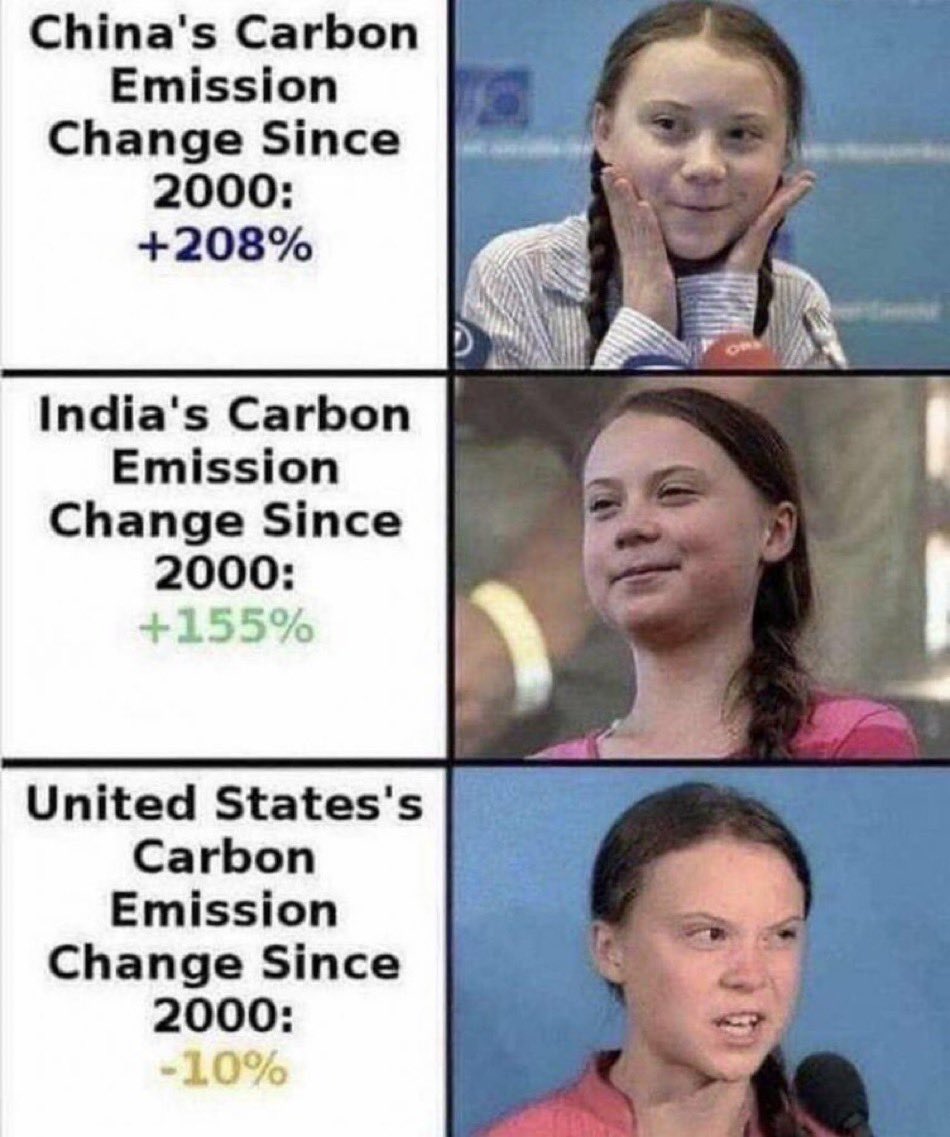 China's Carbon
Emission
Change Since
2000:
+208%
India's Carbon
Emission
Change Since
2000:
+155%
United States's
Carbon
Emission
Change Since
2000:
-10%